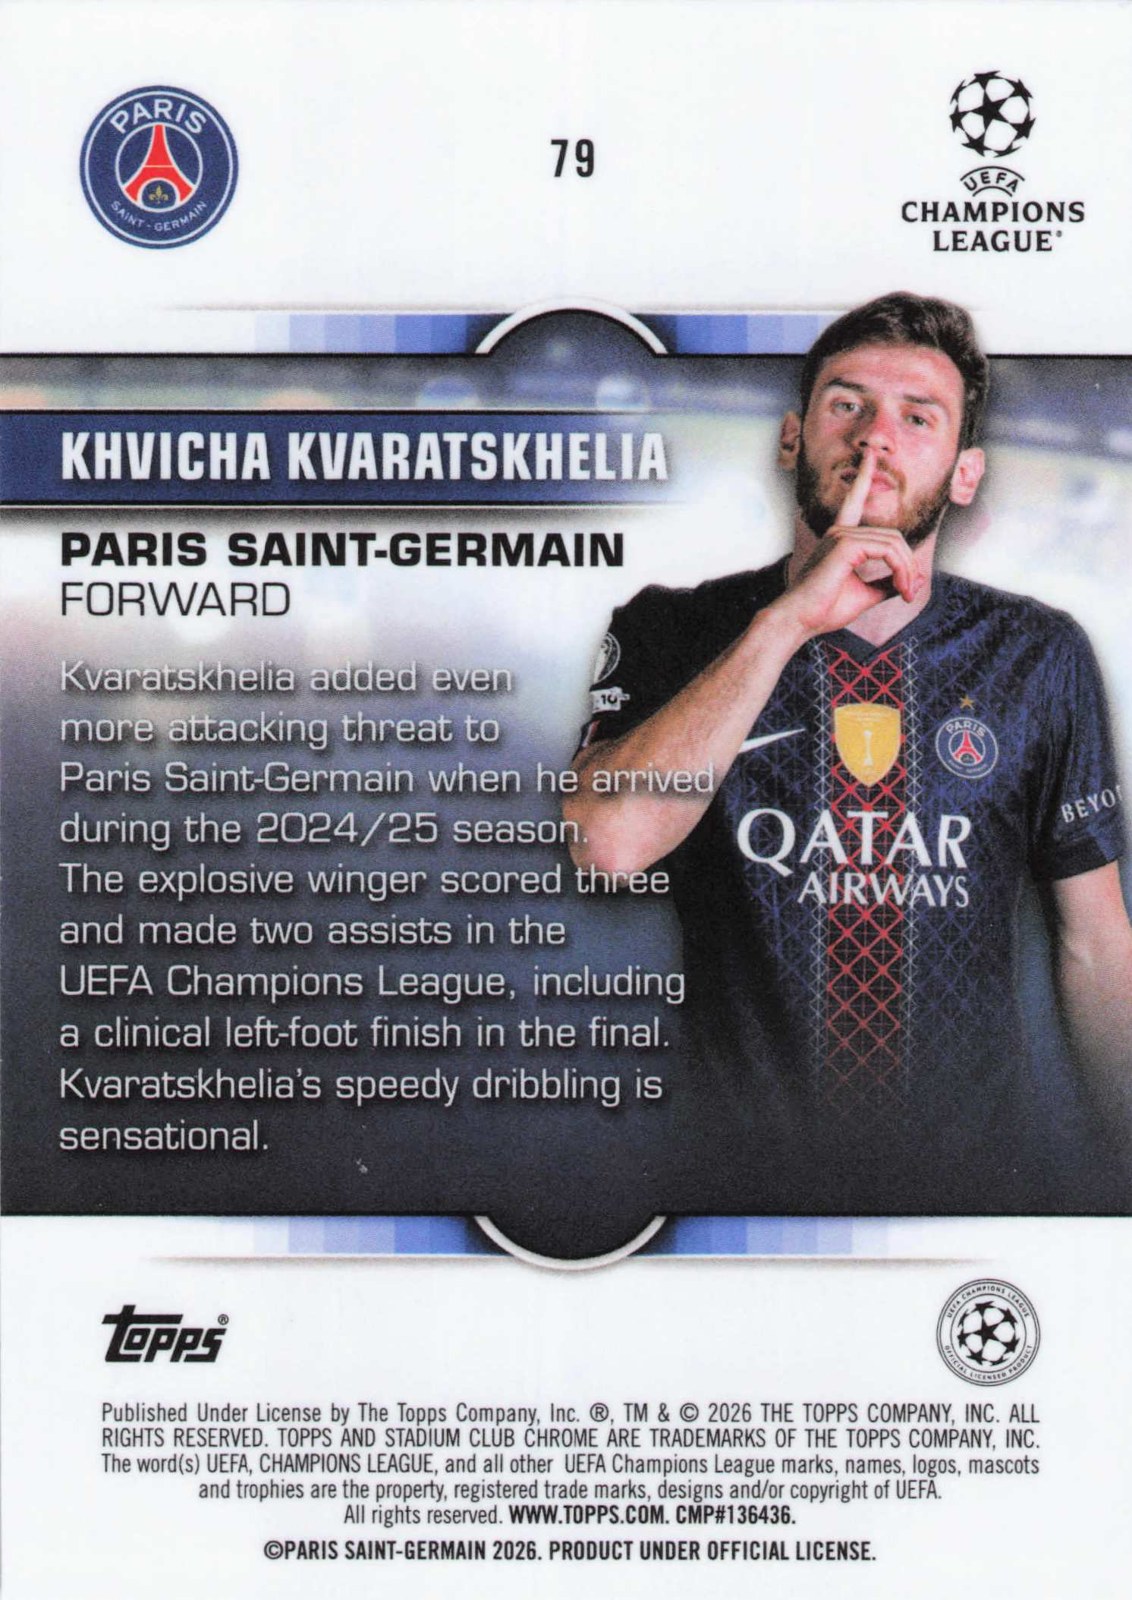 PARIS
SAINT-GERMAIN
79
UEFA
CHAMPIONS
LEAGUE®
KHVICHA KVARATSKHELIA
PARIS SAINT-GERMAIN
FORWARD
Kvaratskhelia added even
more attacking threat to
Paris Saint-Germain when he arrived
during the 2024/25 season.
The explosive winger scored three
and made two assists in the
UEFA Champions League, including
a clinical left-foot finish in the final.
Kvaratskhelia's speedy dribbling is
sensational.
10
PARIS
QATAR
AIRWAYS
TOPPS®
UEFA CHAMPIONS LEAGUE
OFFICIAL LICENSED PRODUCT
Published Under License by The Topps Company, Inc. ®, TM & © 2026 THE TOPPS COMPANY, INC. ALL
RIGHTS RESERVED. TOPPS AND STADIUM CLUB CHROME ARE TRADEMARKS OF THE TOPPS COMPANY, INC.
The word(s) UEFA, CHAMPIONS LEAGUE, and all other UEFA Champions League marks, names, logos, mascots
and trophies are the property, registered trade marks, designs and/or copyright of UEFA.
All rights reserved. WWW.TOPPS.COM. CMP#136436.
©PARIS SAINT-GERMAIN 2026. PRODUCT UNDER OFFICIAL LICENSE.